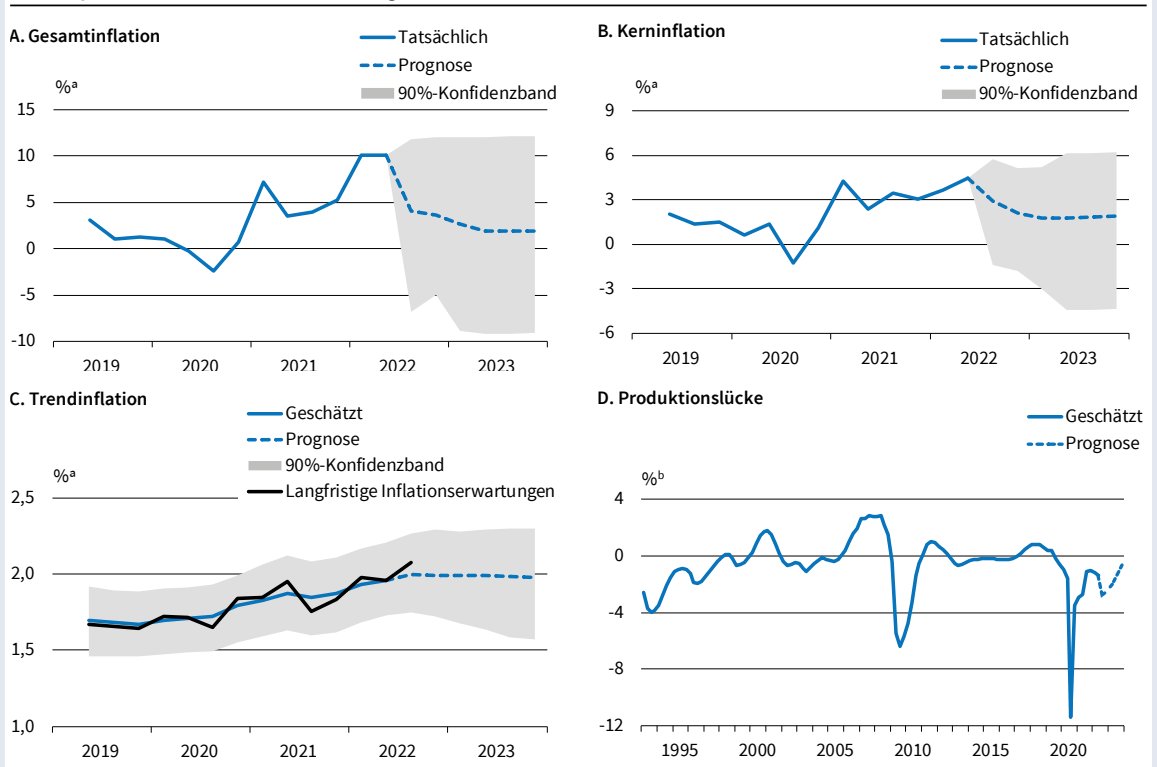 A. Gesamtinflation
Tatsächlich
Prognose
90%-Konfidenzband
%ᵃ
15
10
5
0
-5
-10
2019 2020 2021 2022 2023
B. Kerninflation
Tatsächlich
Prognose
90%-Konfidenzband
%ᵃ
9
6
3
0
-3
-6
2019 2020 2021 2022 2023
C. Trendinflation
Geschätzt
Prognose
90%-Konfidenzband
Langfristige Inflationserwartungen
%ᵃ
2,5
2,0
1,5
1,0
2019 2020 2021 2022 2023
D. Produktionslücke
Geschätzt
Prognose
%ᵇ
4
0
-4
-8
-12
1995 2000 2005 2010 2015 2020